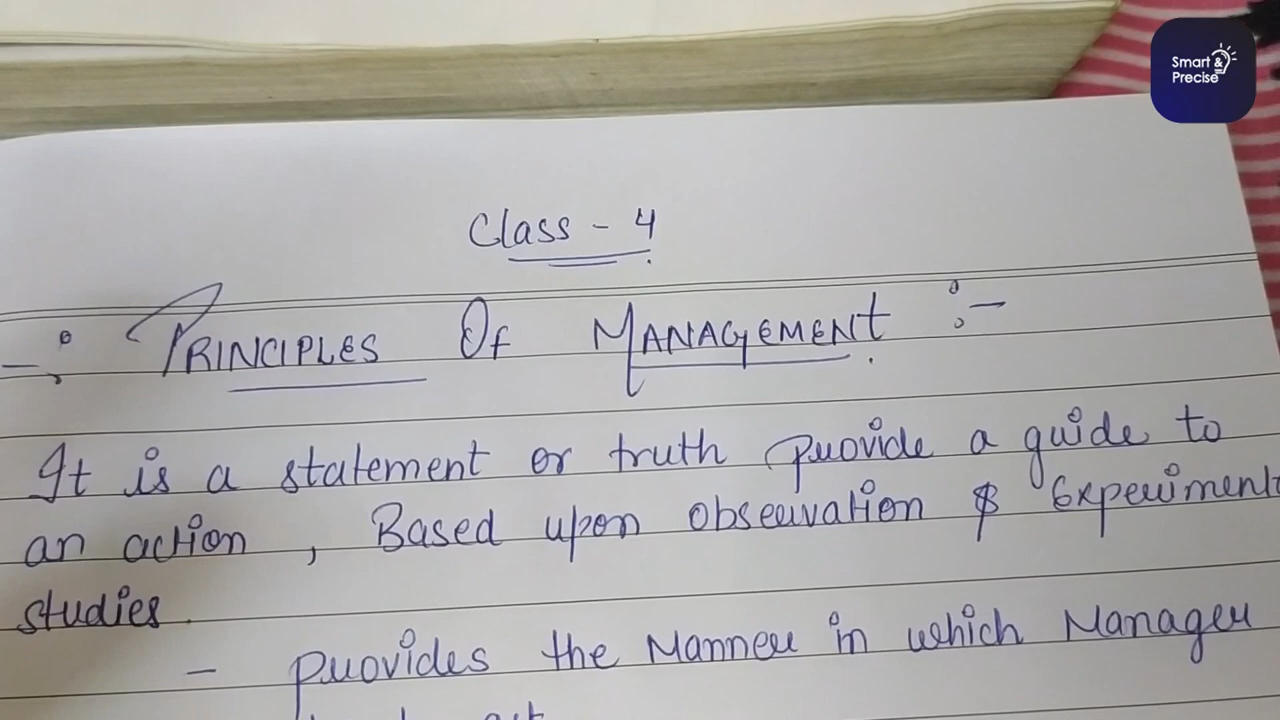 Smart &
Precise
Class - 4
-: PRINCIPLES Of MANAGEMENT :-
It is a statement or truth provide a guide to
an action, Based upon observation & Experiment
studies.
- provides the Manner in which Manager
act